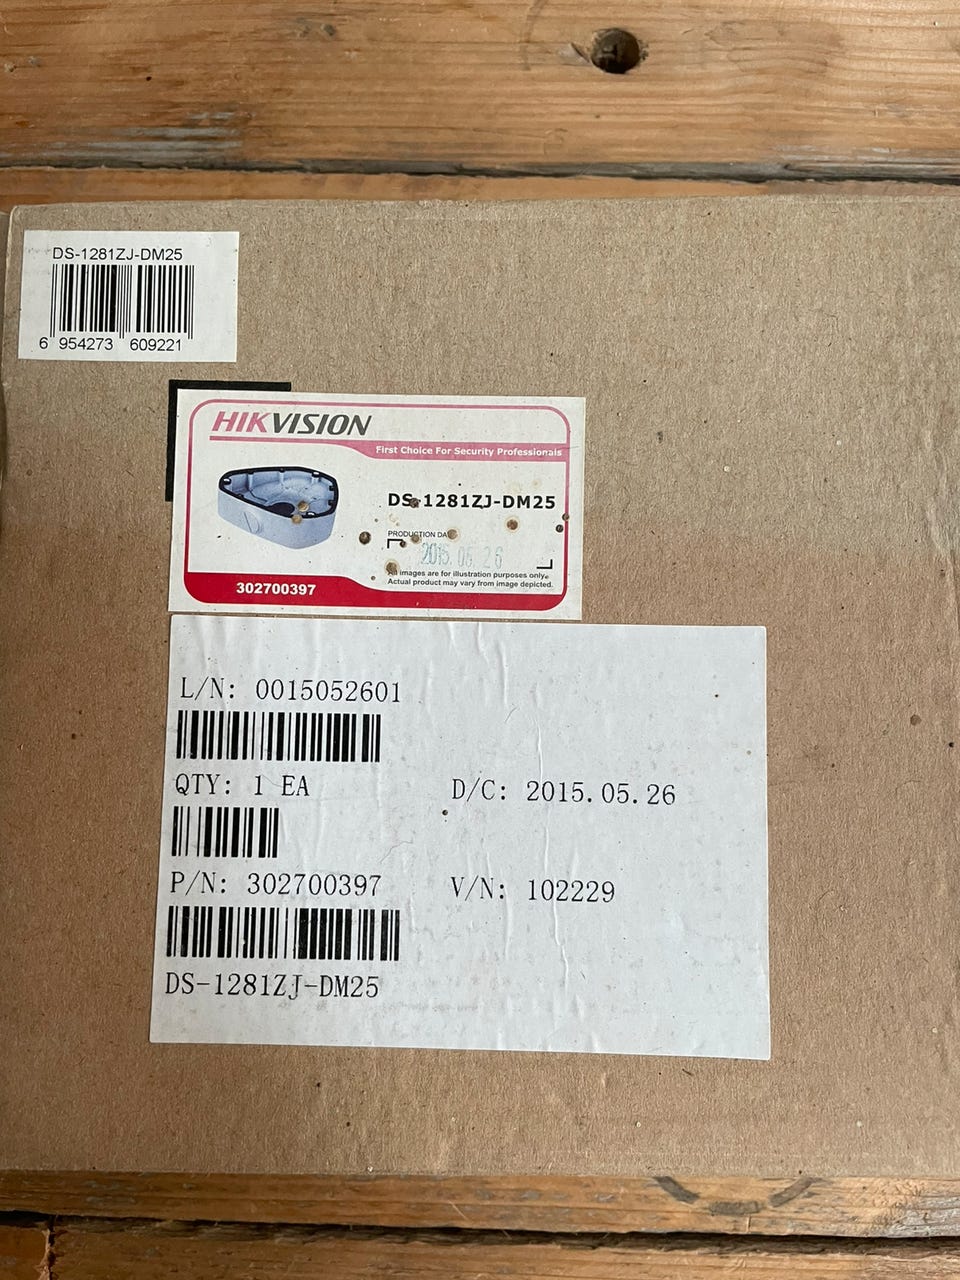 DS-1281ZJ-DM25
6 954273 609221
HIKVISION
First Choice For Security Professionals
DS-1281ZJ-DM25
PRODUCTION DATE
2015.05.26
All images are for illustration purposes only.
Actual product may vary from image depicted.
302700397
L/N: 0015052601
QTY: 1 EA
D/C: 2015.05.26
P/N: 302700397
V/N: 102229
DS-1281ZJ-DM25